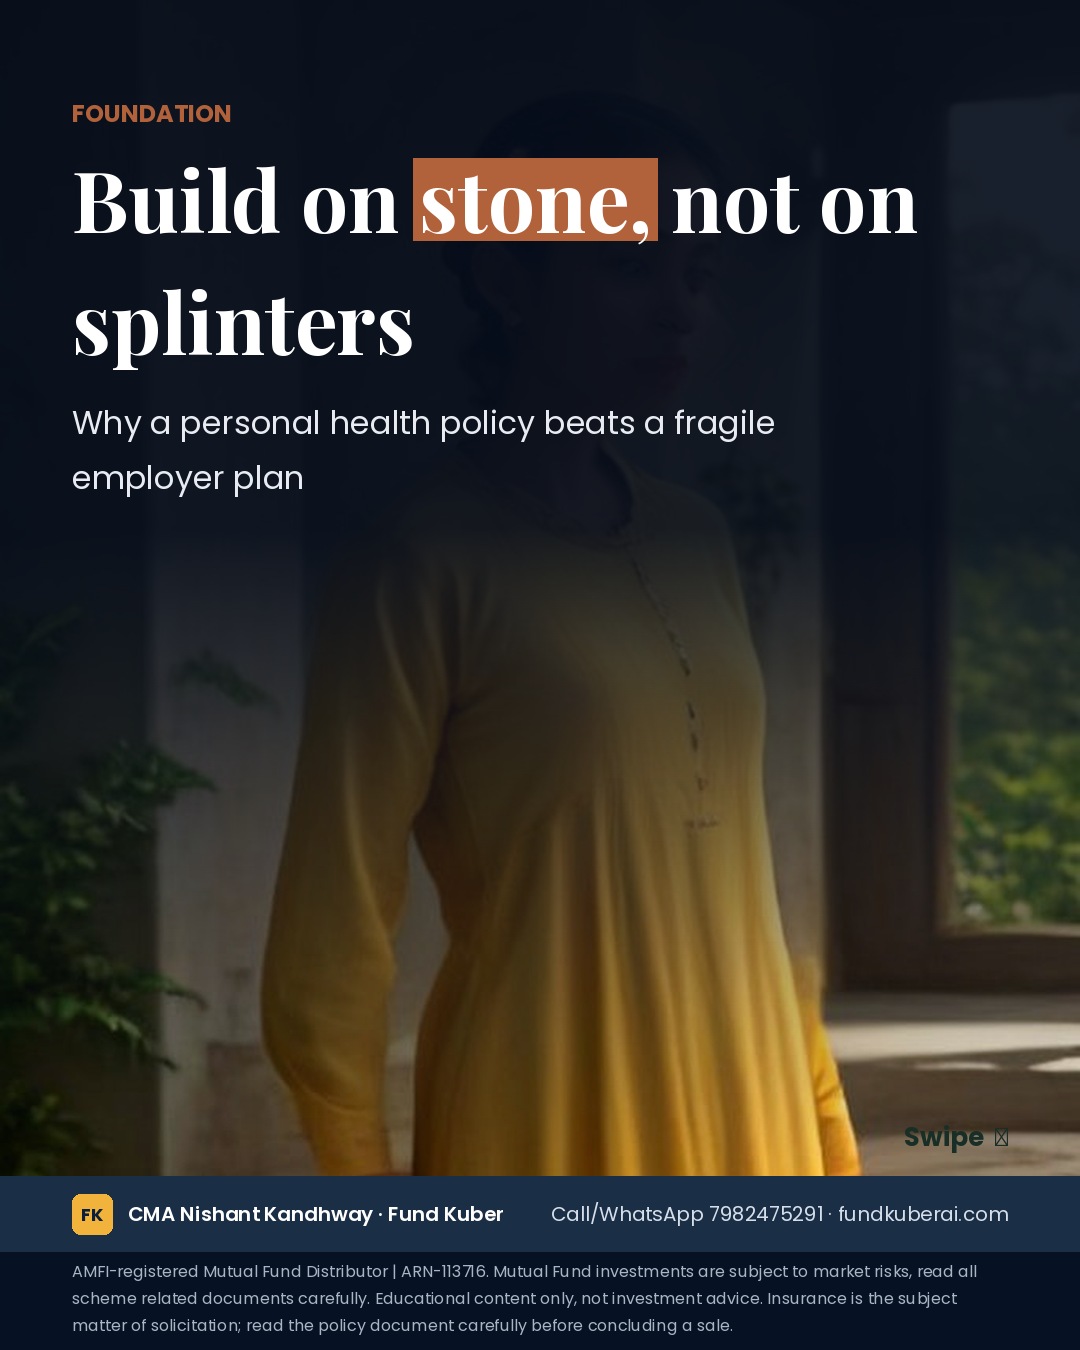 FOUNDATION
Build on stone, not on
splinters
Why a personal health policy beats a fragile
employer plan
Swipe
FK CMA Nishant Kandhway · Fund Kuber Call/WhatsApp 7982475291 · fundkuberai.com
AMFI-registered Mutual Fund Distributor | ARN-113716. Mutual Fund investments are subject to market risks, read all
scheme related documents carefully. Educational content only, not investment advice. Insurance is the subject
matter of solicitation; read the policy document carefully before concluding a sale.